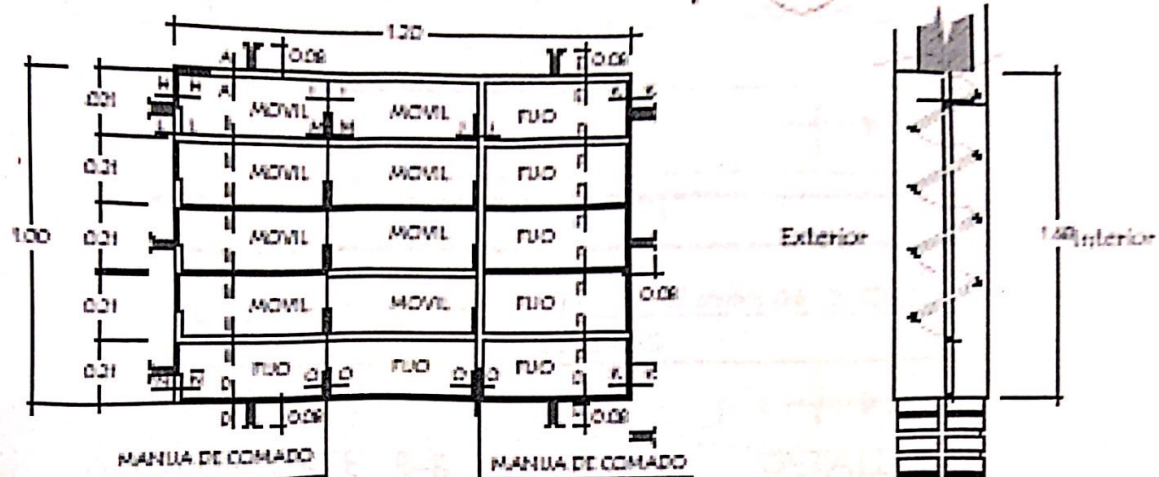 1.20
A 0.08 0.08
H H A K K
0.21 MOVIL MOVIL FIJO
L L M M
0.21 MOVIL MOVIL FIJO
1.00 0.21 MOVIL MOVIL FIJO Exterior Interior
0.21 MOVIL MOVIL FIJO 0.08
0.21 FIJO FIJO FIJO
N N O O O O K K
D 0.08 0.08
MANIJA DE COMADO MANIJA DE COMADO